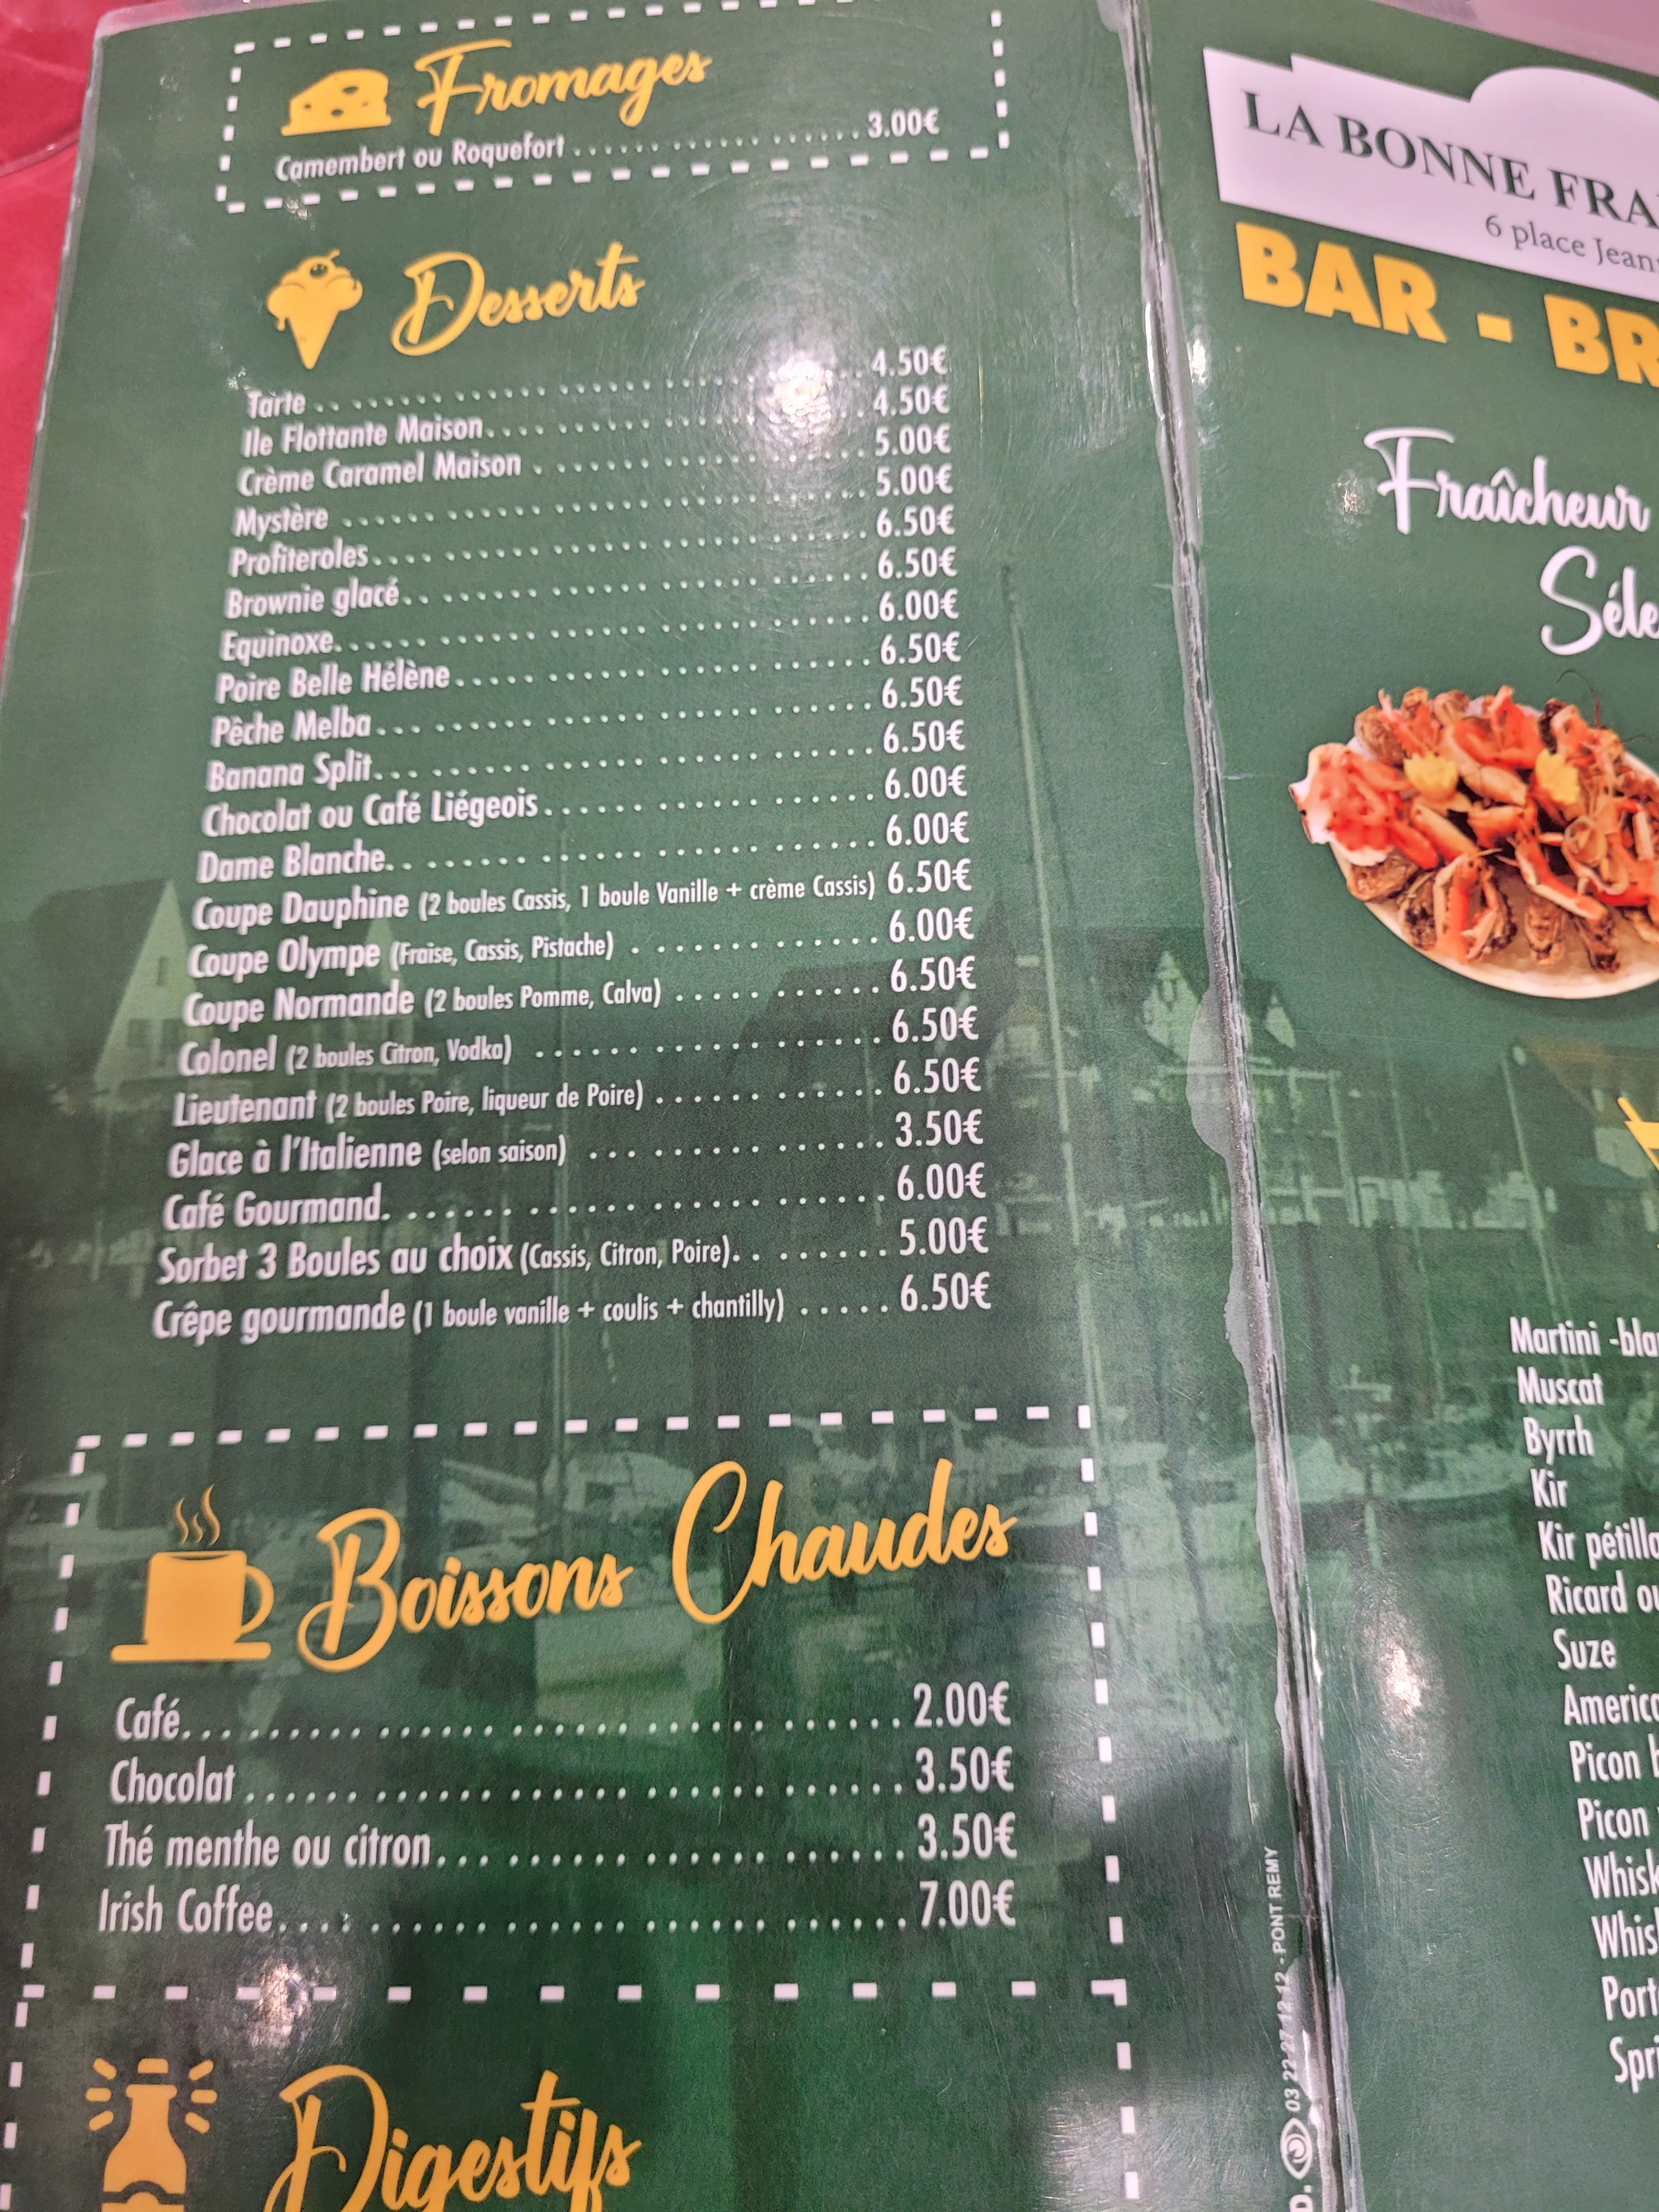 Fromages
Camembert ou Roquefort ..................... 3.00€
Desserts
Tarte ..................... 4.50€
Ile Flottante Maison ..................... 4.50€
Crème Caramel Maison ..................... 5.00€
Mystère ..................... 5.00€
Profiteroles ..................... 6.50€
Brownie glacé ..................... 6.50€
Equinoxe ..................... 6.00€
Poire Belle Hélène ..................... 6.50€
Pêche Melba ..................... 6.50€
Banana Split ..................... 6.50€
Chocolat ou Café Liégeois ..................... 6.00€
Dame Blanche ..................... 6.00€
Coupe Dauphine (2 boules Cassis, 1 boule Vanille + crème Cassis) 6.50€
Coupe Olympe (Fraise, Cassis, Pistache) ............. 6.00€
Coupe Normande (2 boules Pomme, Calva) ............ 6.50€
Colonel (2 boules Citron, Vodka) ..................... 6.50€
Lieutenant (2 boules Poire, liqueur de Poire) ............. 6.50€
Glace à l'Italienne (selon saison) ................ 3.50€
Café Gourmand ..................... 6.00€
Sorbet 3 Boules au choix (Cassis, Citron, Poire) ......... 5.00€
Crêpe gourmande (1 boule vanille + coulis + chantilly) ..... 6.50€
Boissons Chaudes
Café ..................... 2.00€
Chocolat ..................... 3.50€
Thé menthe ou citron ..................... 3.50€
Irish Coffee ..................... 7.00€
Digestifs
LA BONNE FRA
6 place Jean
BAR - BR
Fraîcheur
Séle
Martini -bla
Muscat
Byrrh
Kir
Kir pétilla
Ricard ou
Suze
America
Picon
Picon
Whisk
Whis
Port
Spri
03 22 27 12 12 - PONT REMY